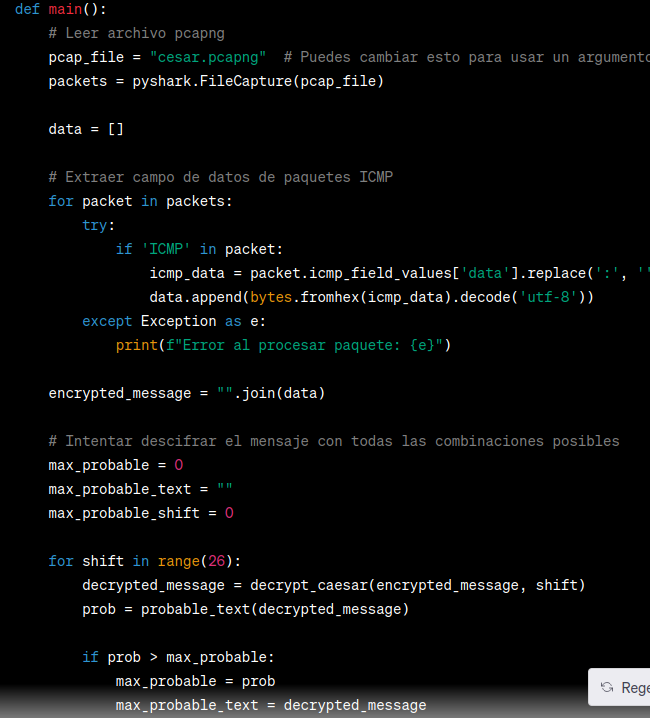 def main():
    # Leer archivo pcapng
    pcap_file = "cesar.pcapng"  # Puedes cambiar esto para usar un argumento
    packets = pyshark.FileCapture(pcap_file)

    data = []

    # Extraer campo de datos de paquetes ICMP
    for packet in packets:
        try:
            if 'ICMP' in packet:
                icmp_data = packet.icmp_field_values['data'].replace(':', ''
                data.append(bytes.fromhex(icmp_data).decode('utf-8'))
        except Exception as e:
            print(f"Error al procesar paquete: {e}")

    encrypted_message = "".join(data)

    # Intentar descifrar el mensaje con todas las combinaciones posibles
    max_probable = 0
    max_probable_text = ""
    max_probable_shift = 0

    for shift in range(26):
        decrypted_message = decrypt_caesar(encrypted_message, shift)
        prob = probable_text(decrypted_message)

        if prob > max_probable:
            max_probable = prob
            max_probable_text = decrypted_message
Rege